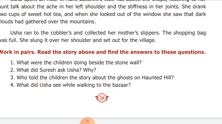 unt talk about the ache in her left shoulder and the stiffness in her joints. She drank
two cups of sweet hot tea, and when she looked out of the window she saw that dark
louds had gathered over the mountains.
Usha ran to the cobbler's and collected her mother's slippers. The shopping bag
was full. She slung it over her shoulder and set out for the village.
Work in pairs. Read the story above and find the answers to these questions.
1. What were the children doing beside the stone wall?
2. What did Suresh ask Usha? Why?
3. Who told the children the story about the ghosts on Haunted Hill?
4. What did Usha see while walking to the bazaar?